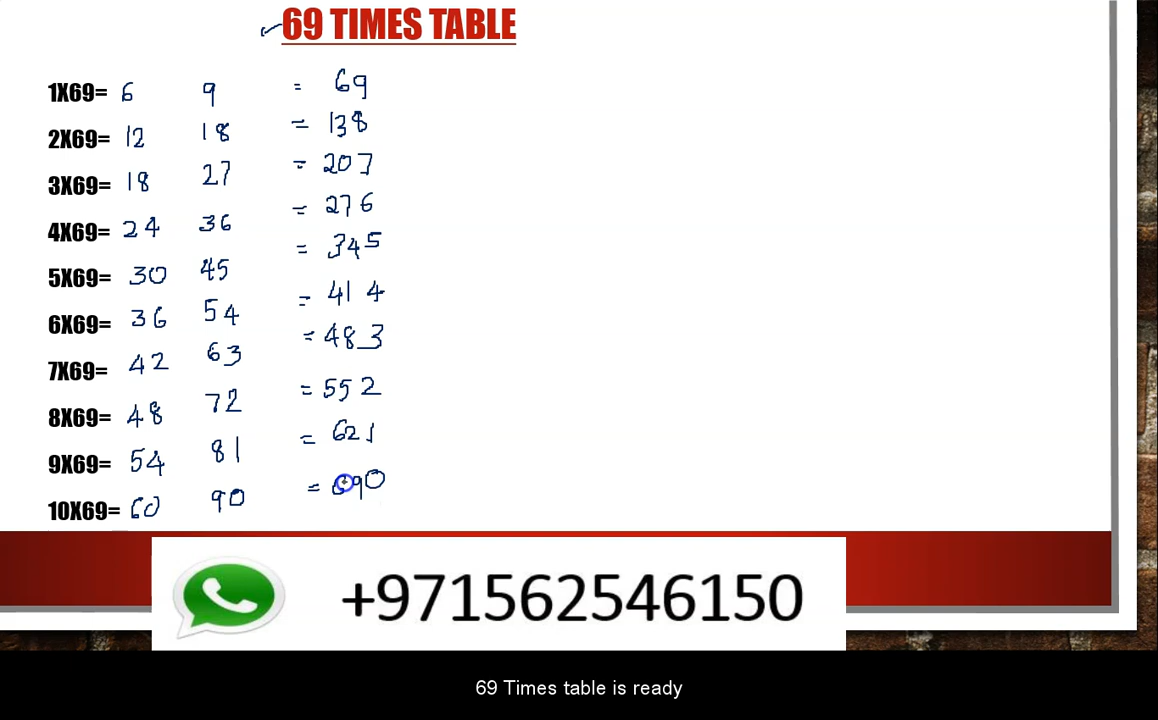 69 TIMES TABLE
1X69= 6 9 = 69
2X69= 12 18 = 138
3X69= 18 27 = 207
4X69= 24 36 = 276
5X69= 30 45 = 345
6X69= 36 54 = 414
7X69= 42 63 = 483
8X69= 48 72 = 552
9X69= 54 81 = 621
10X69= 60 90 = 690
+971562546150
69 Times table is ready